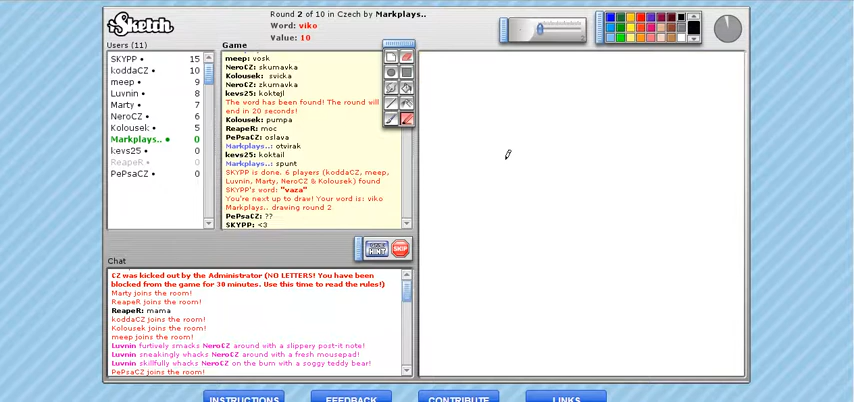 iSketch
Round 2 of 10 in Czech by Markplays..
Word: viko
Value: 10
Users (11)
SKYPP • 15
koddaCZ • 10
meep • 9
Luvnin • 8
Marty • 7
NeroCZ • 6
Kolousek • 5
Markplays.. • 0
kevs25 • 0
ReapeR • 0
PePsaCZ • 0
Game
meep: vosk
NeroCZ: skumavka
Kolousek: svicka
NeroCZ: zkumavka
kevs25: koktejl
The word has been found! The round will
end in 20 seconds!
Kolousek: pumpa
ReapeR: moc
PePsaCZ: oslava
Markplays..: otvirak
kevs25: koktail
Markplays..: spunt
SKYPP is done. 6 players (koddaCZ, meep,
Luvnin, Marty, NeroCZ & Kolousek) found
SKYPP's word: "vaza"
You're next up to draw! Your word is: viko
Markplays.. drawing round 2
PePsaCZ: ??
SKYPP: <3
HINT
SKIP
Chat
CZ was kicked out by the Administrator (NO LETTERS! You have been
blocked from the game for 30 minutes. Use this time to read the rules!)
Marty joins the room!
ReapeR joins the room!
ReapeR: mama
koddaCZ joins the room!
Kolousek joins the room!
meep joins the room!
Luvnin furtively smacks NeroCZ around with a slippery post-it note!
Luvnin sneakingly whacks NeroCZ around with a fresh mousepad!
Luvnin skillfully whacks NeroCZ on the bum with a soggy teddy bear!
PePsaCZ joins the room!
INSTRUCTIONS
FEEDBACK
CONTRIBUTE
LINKS